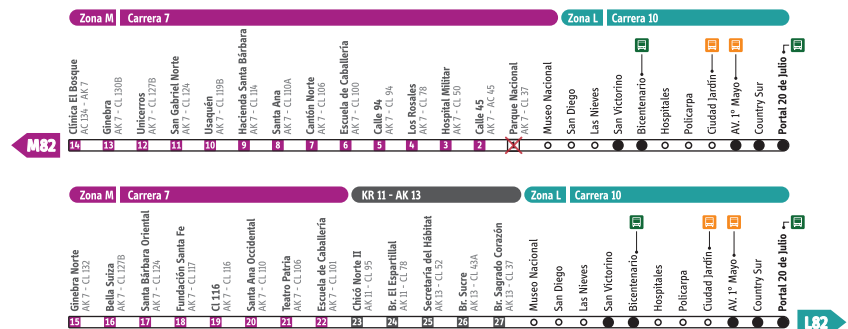 Zona M Carrera 7 Zona L Carrera 10
Clínica El Bosque
AC 134 - AK 7
Ginebra
AK 7 - CL 130B
Unicerros
AK 7 - CL 127B
San Gabriel Norte
AK 7 - CL 124
Usaquén
AK 7 - CL 119B
Hacienda Santa Bárbara
AK 7 - CL 114
Santa Ana
AK 7 - CL 110A
Cantón Norte
AK 7 - CL 106
Escuela de Caballería
AK 7 - CL 100
Calle 94
AK 7 - CL 94
Los Rosales
AK 7 - CL 78
Hospital Militar
AK 7 - CL 50
Calle 45
AK 7 - AC 45
Parque Nacional
AK 7 - CL 37
Museo Nacional
San Diego
Las Nieves
San Victorino
Bicentenario
Hospitales
Policarpa
Ciudad Jardín
AV. 1° Mayo
Country Sur
Portal 20 de Julio
M82 14 13 12 11 10 9 8 7 6 5 4 3 2 1
Zona M Carrera 7 KR 11 - AK 13 Zona L Carrera 10
Ginebra Norte
AK 7 - CL 132
Bella Suiza
AK 7 - CL 127B
Santa Bárbara Oriental
AK 7 - CL 124
Fundación Santa Fe
AK 7 - CL 117
Cl 116
AK 7 - CL 116
Santa Ana Occidental
AK 7 - CL 110
Teatro Patria
AK 7 - CL 106
Escuela de Caballería
AK 7 - CL 101
Chicó Norte II
AK 11 - CL 95
Br. El Espartillal
AK 11 - CL 78
Secretaría del Hábitat
AK 13 - CL 52
Br. Sucre
AK 13 - CL 43A
Br. Sagrado Corazón
AK 13 - CL 37
Museo Nacional
San Diego
Las Nieves
San Victorino
Bicentenario
Hospitales
Policarpa
Ciudad Jardín
AV. 1° Mayo
Country Sur
Portal 20 de Julio
15 16 17 18 19 20 21 22 23 24 25 26 27 L82